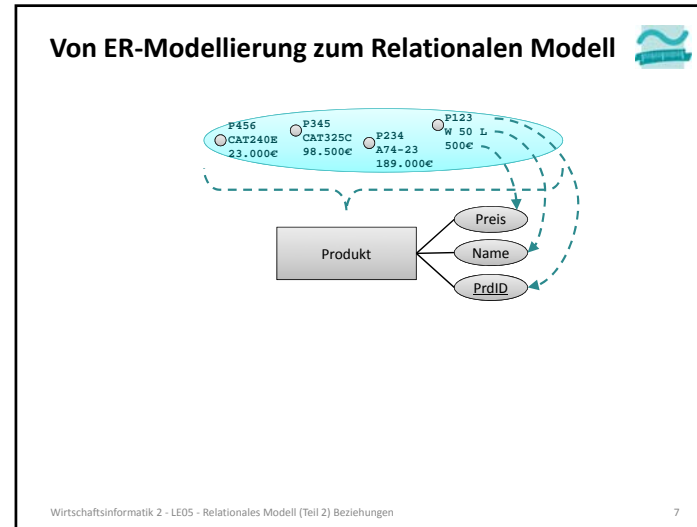 Von ER-Modellierung zum Relationalen Modell
P456
CAT240E
23.000€
P345
CAT325C
98.500€
P234
A74-23
189.000€
P123
W 50 L
500€
Preis
Produkt
Name
PrdID
Wirtschaftsinformatik 2 - LE05 - Relationales Modell (Teil 2) Beziehungen
7